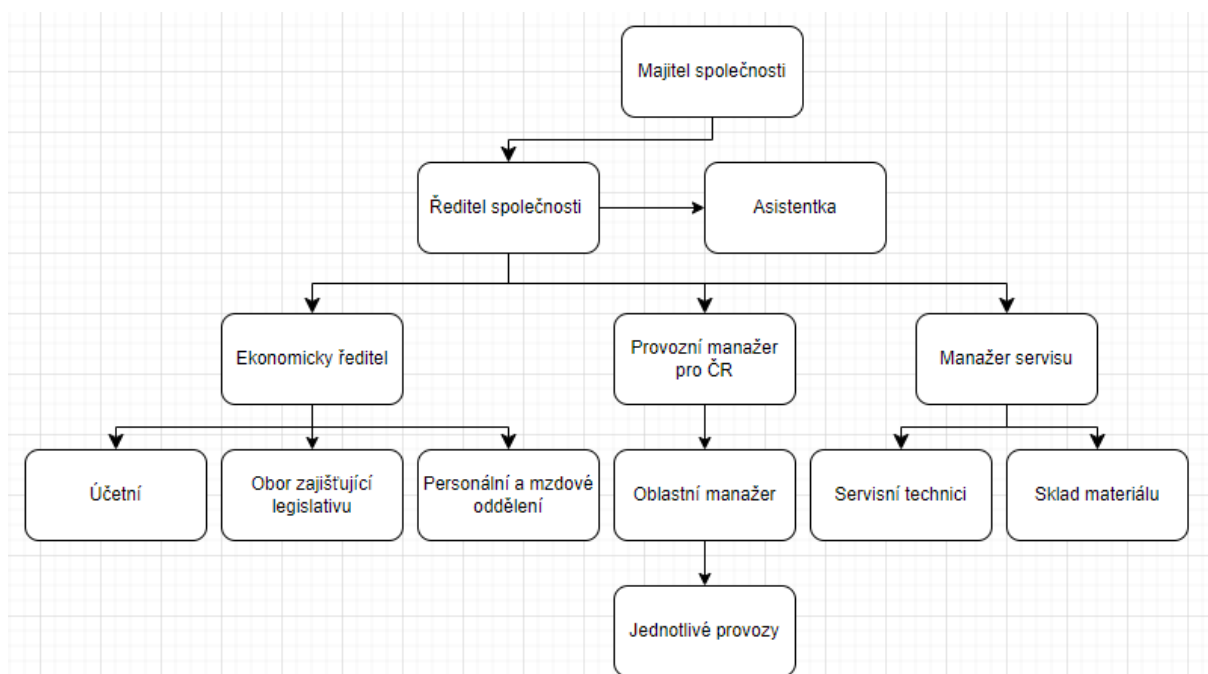 Majitel společnosti
Ředitel společnosti
Asistentka
Ekonomicky ředitel
Provozní manažer
pro ČR
Manažer servisu
Účetní
Obor zajišťující
legislativu
Personální a mzdové
oddělení
Oblastní manažer
Servisní technici
Sklad materiálu
Jednotlivé provozy